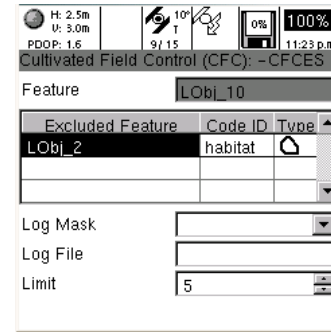 H: 2.5m
V: 3.0m
PDOP: 1.6
10°
T
9/15
0%
100%
11:23 p.m
Cultivated Field Control (CFC): -CFCES
Feature LObj_10
Excluded Feature Code ID Type
LObj_2 habitat
Log Mask
Log File
Limit 5